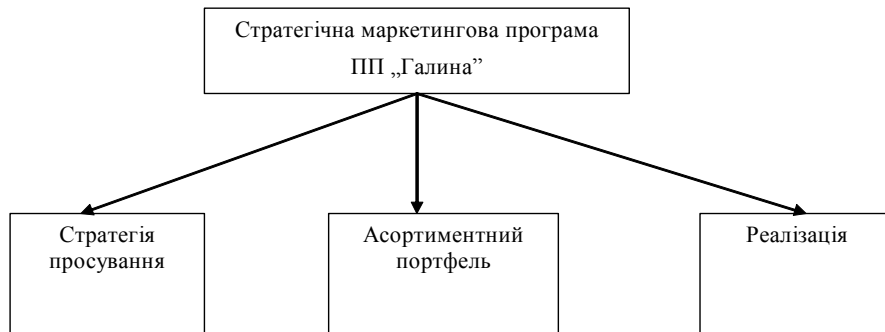 Стратегічна маркетингова програма
ПП „Галина”
Стратегія
просування
Асортиментний
портфель
Реалізація